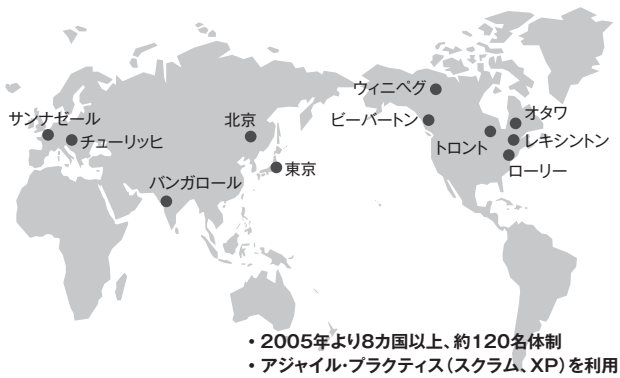 ウィニペグ
サンナゼール
北京
ビーバートン
オタワ
チューリッヒ
トロント
レキシントン
東京
ローリー
バンガロール
・2005年より8カ国以上、約120名体制
・アジャイル・プラクティス（スクラム、XP）を利用